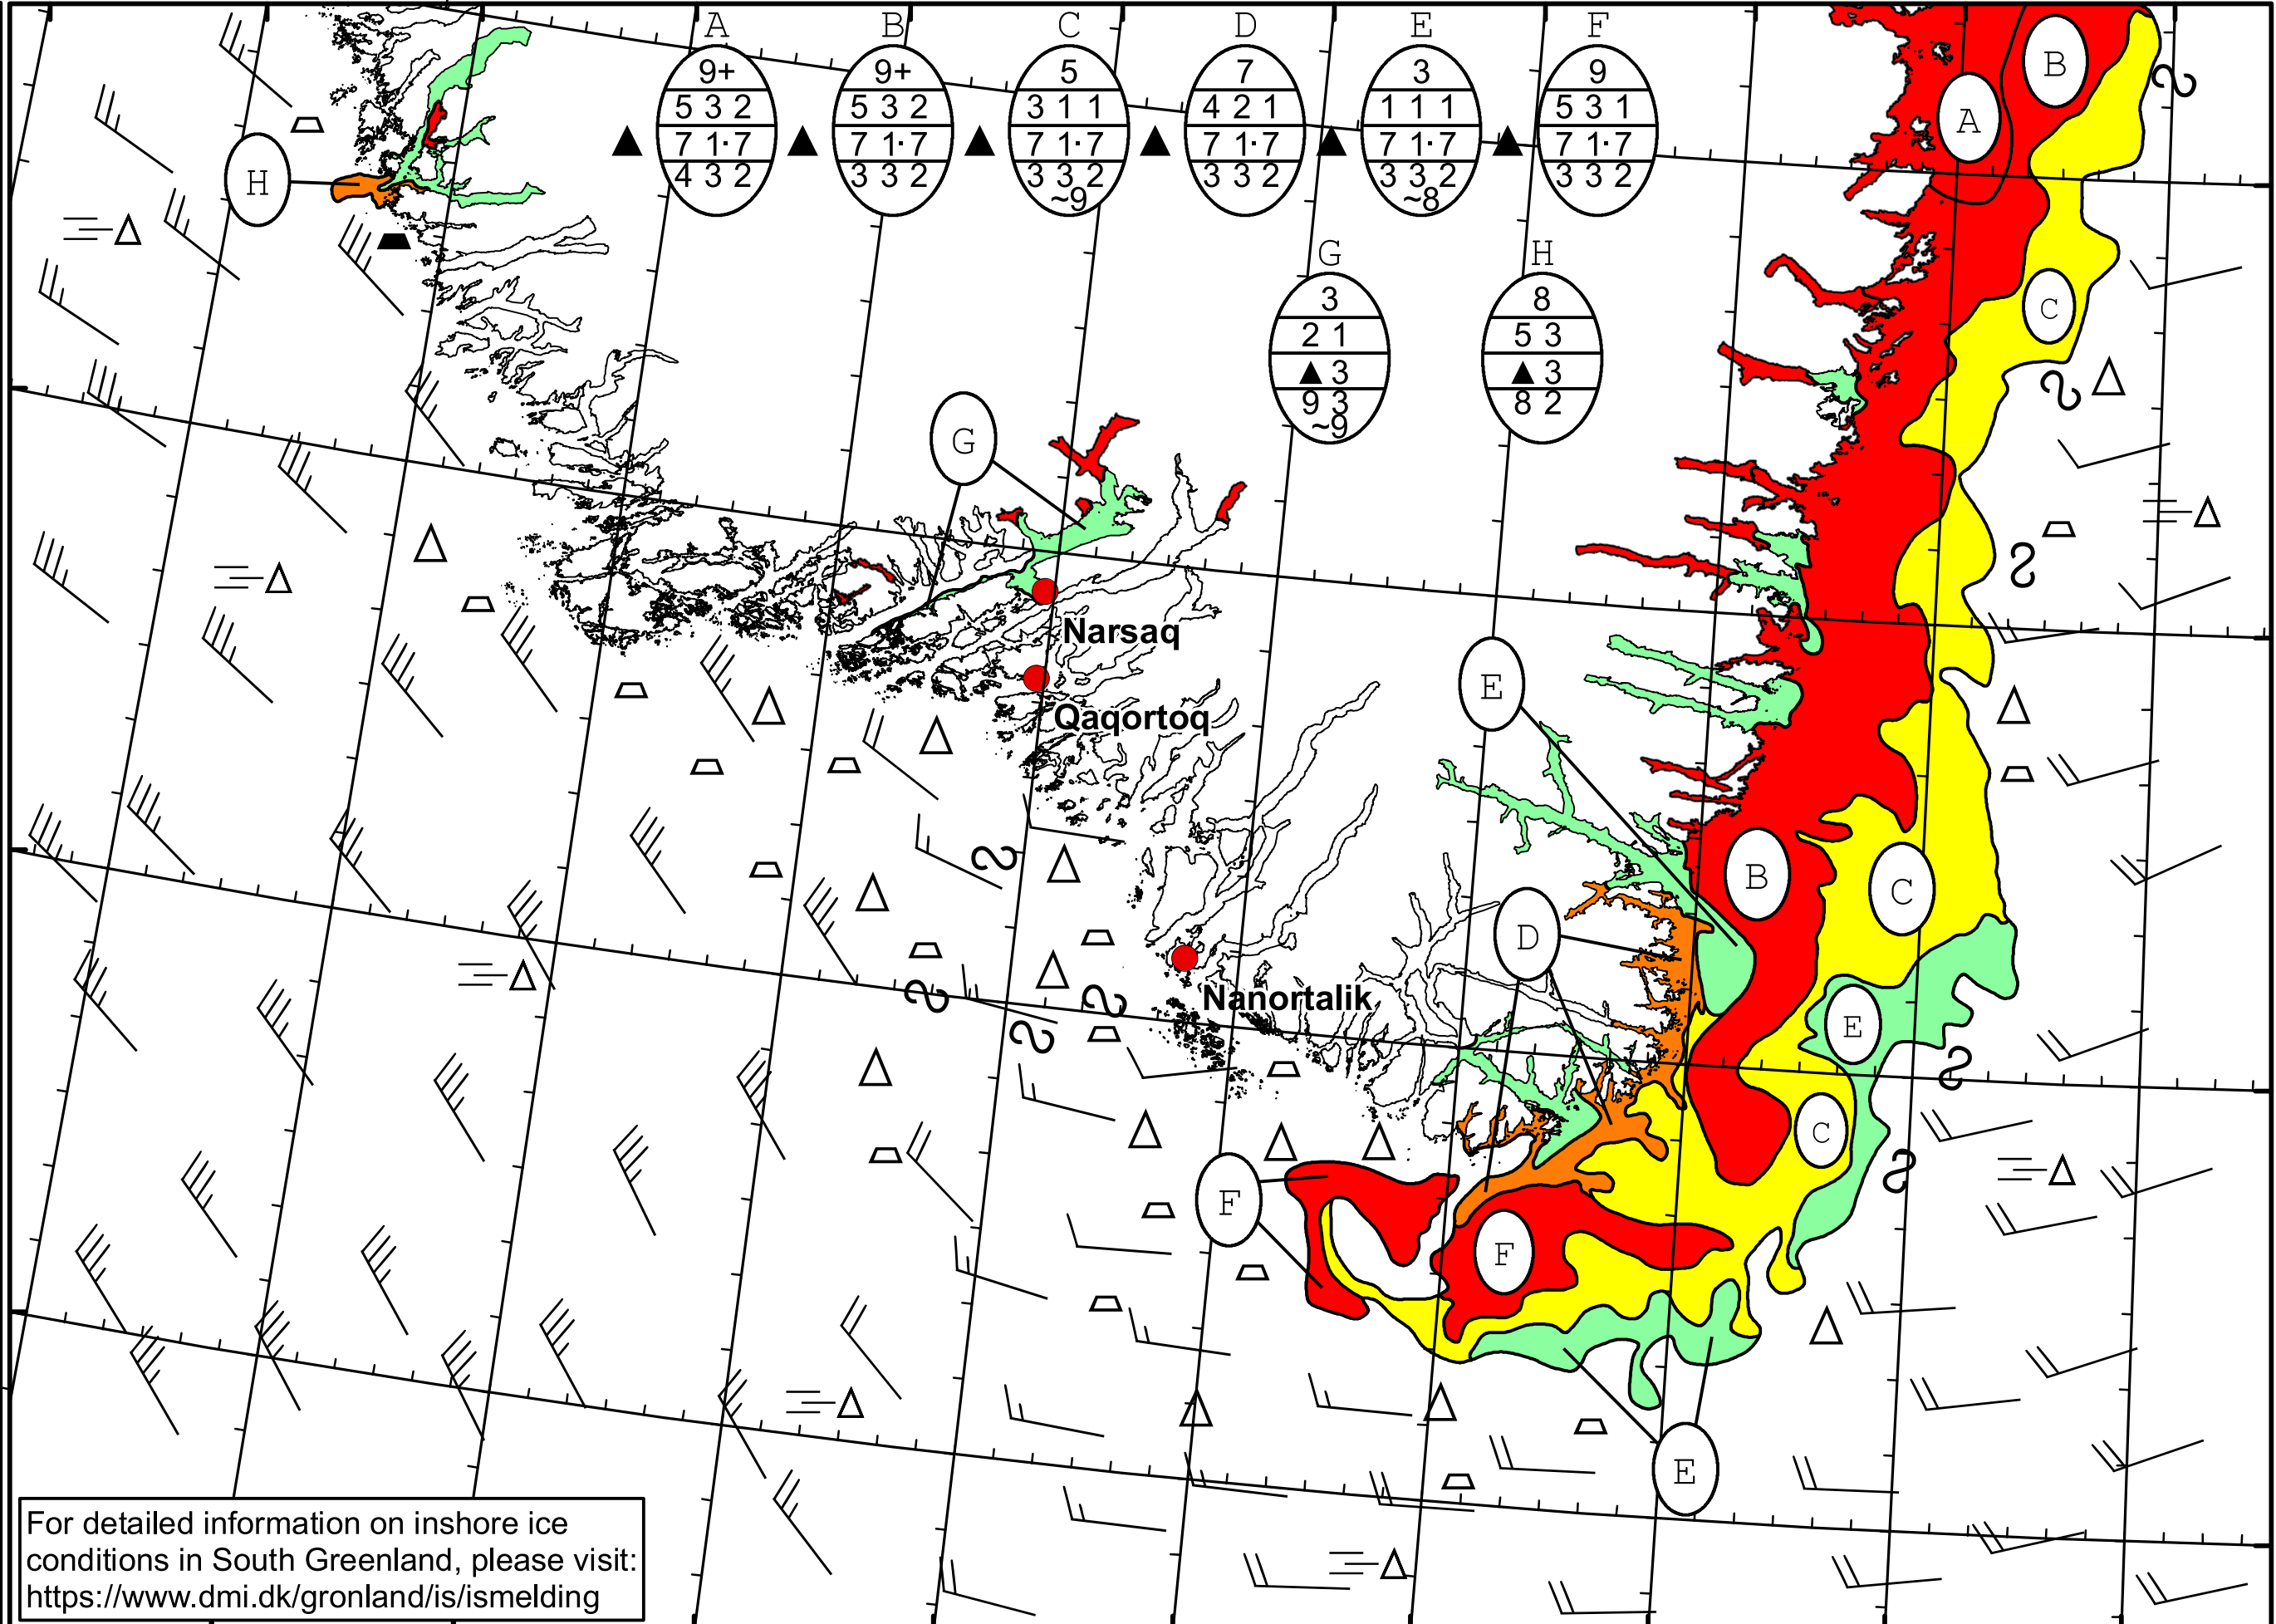 A B C D E F
9+ 9+ 5 7 3 9
5 3 2 5 3 2 3 1 1 4 2 1 1 1 1 5 3 1
7 1·7 7 1·7 7 1·7 7 1·7 7 1·7 7 1·7
4 3 2 3 3 2 3 3 2 3 3 2 3 3 2 3 3 2
~9 ~8
G H
3 8
2 1 5 3
▲ 3 ▲ 3
9 3 8 2
~9
B
A
H
C
G
Narsaq
E
Qaqortoq
B
C
D
Nanortalik
E
C
F
F
E
For detailed information on inshore ice
conditions in South Greenland, please visit:
https://www.dmi.dk/gronland/is/ismelding